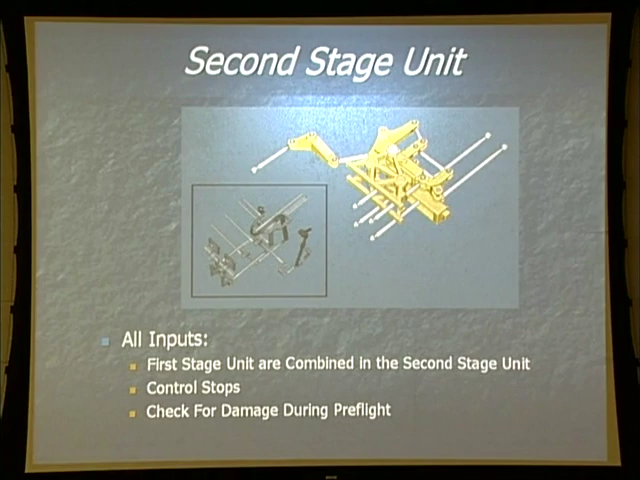 Second Stage Unit
All Inputs:
First Stage Unit are Combined in the Second Stage Unit
Control Stops
Check For Damage During Preflight